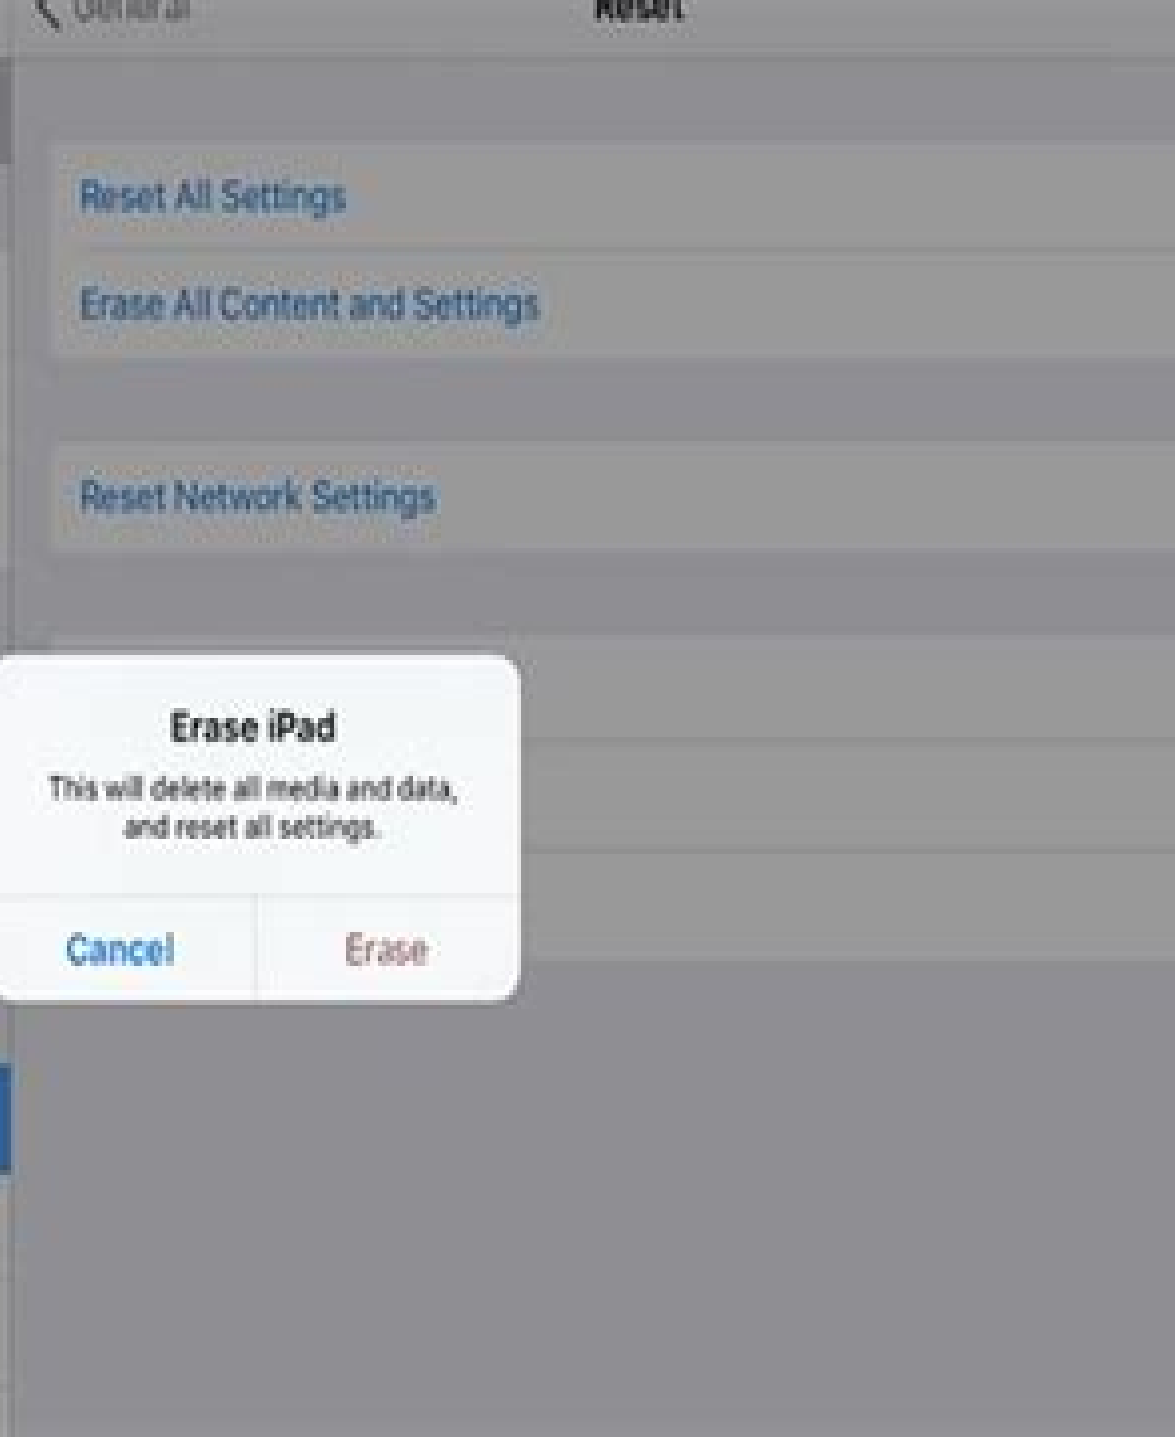 General
Reset
Reset All Settings
Erase All Content and Settings
Reset Network Settings
Erase iPad
This will delete all media and data,
and reset all settings.
Cancel
Erase